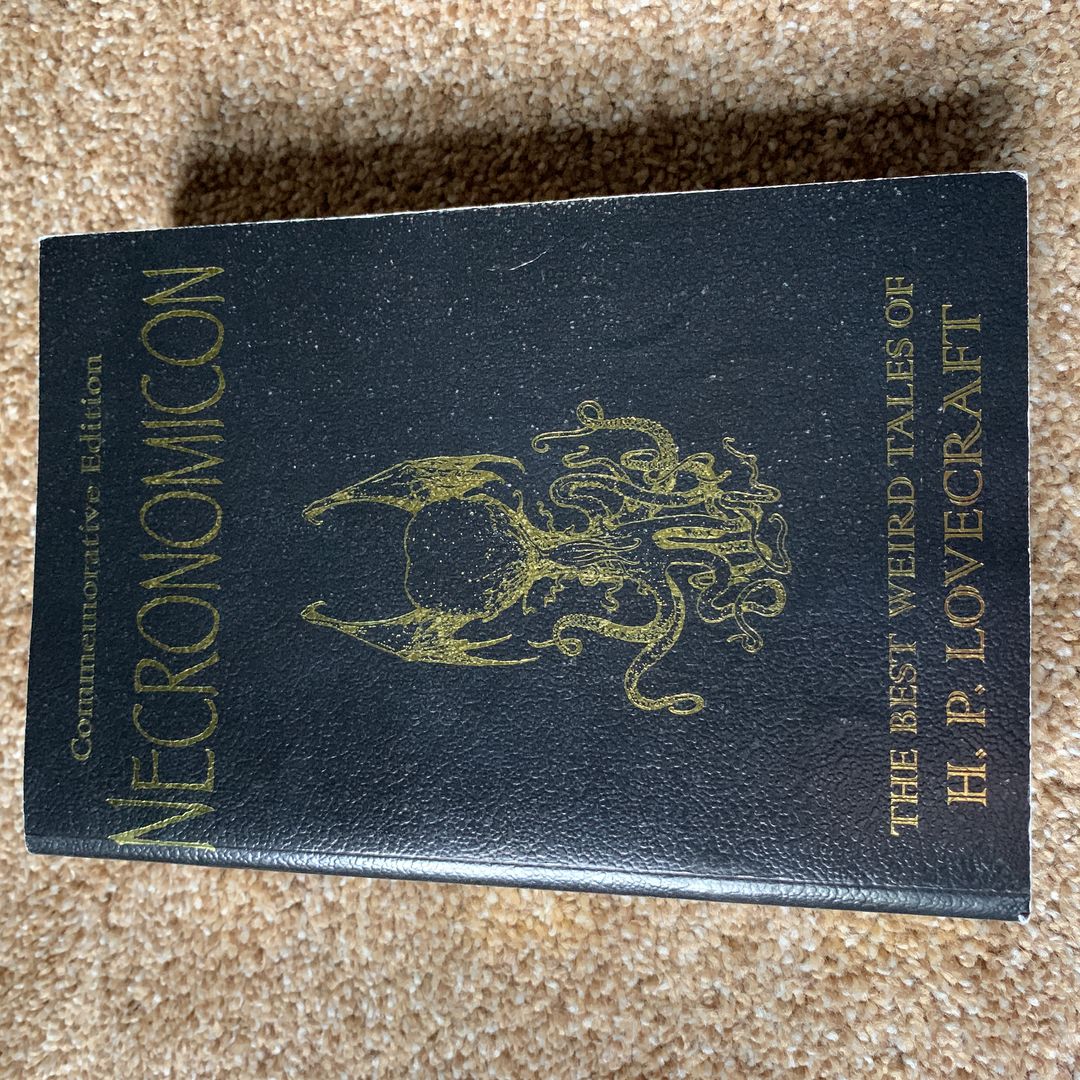 Commemorative Edition
NECRONOMICON
THE BEST WEIRD TALES OF
H. P. LOVECRAFT